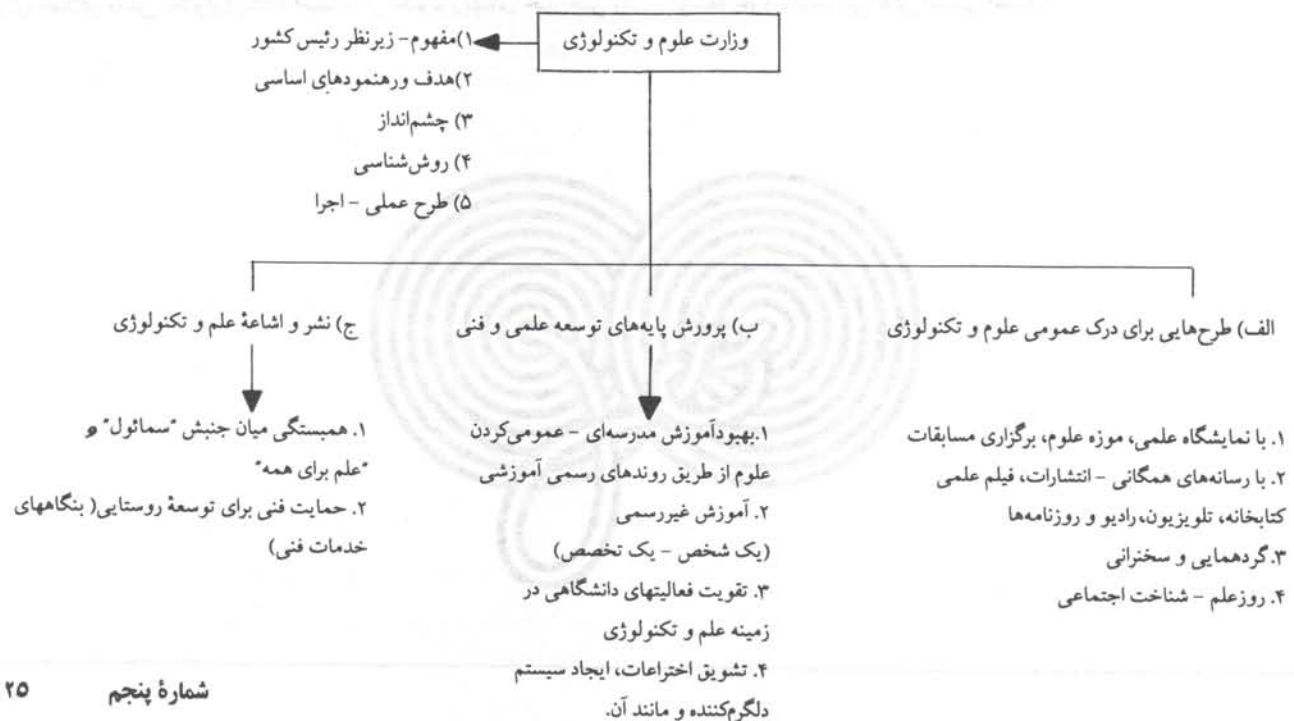 وزارت علوم و تکنولوژی
۱)مفهوم- زیرنظر رئیس کشور
۲)هدف ورهنمودهای اساسی
۳) چشم‌انداز
۴) روش‌شناسی
۵) طرح عملی - اجرا
الف) طرح‌هایی برای درک عمومی علوم و تکنولوژی
۱. با نمایشگاه علمی، موزه علوم، برگزاری مسابقات
۲. با رسانه‌های همگانی - انتشارات، فیلم علمی
کتابخانه، تلویزیون،رادیو و روزنامه‌ها
۳.گردهمایی و سخنرانی
۴. روزعلم - شناخت اجتماعی
ب) پرورش پایه‌های توسعه علمی و فنی
۱.بهبودآموزش مدرسه‌ای - عمومی‌کردن
علوم از طریق روندهای رسمی آموزشی
۲. آموزش غیررسمی
(یک شخص - یک تخصص)
۳. تقویت فعالیتهای دانشگاهی در
زمینه علم و تکنولوژی
۴. تشویق اختراعات، ایجاد سیستم
دلگرم‌کننده و مانند آن.
ج) نشر و اشاعهٔ علم و تکنولوژی
۱. همبستگی میان جنبش "سمائول" و
"علم برای همه"
۲. حمایت فنی برای توسعهٔ روستایی( بنگاههای
خدمات فنی)
شمارهٔ پنجم ۲۵